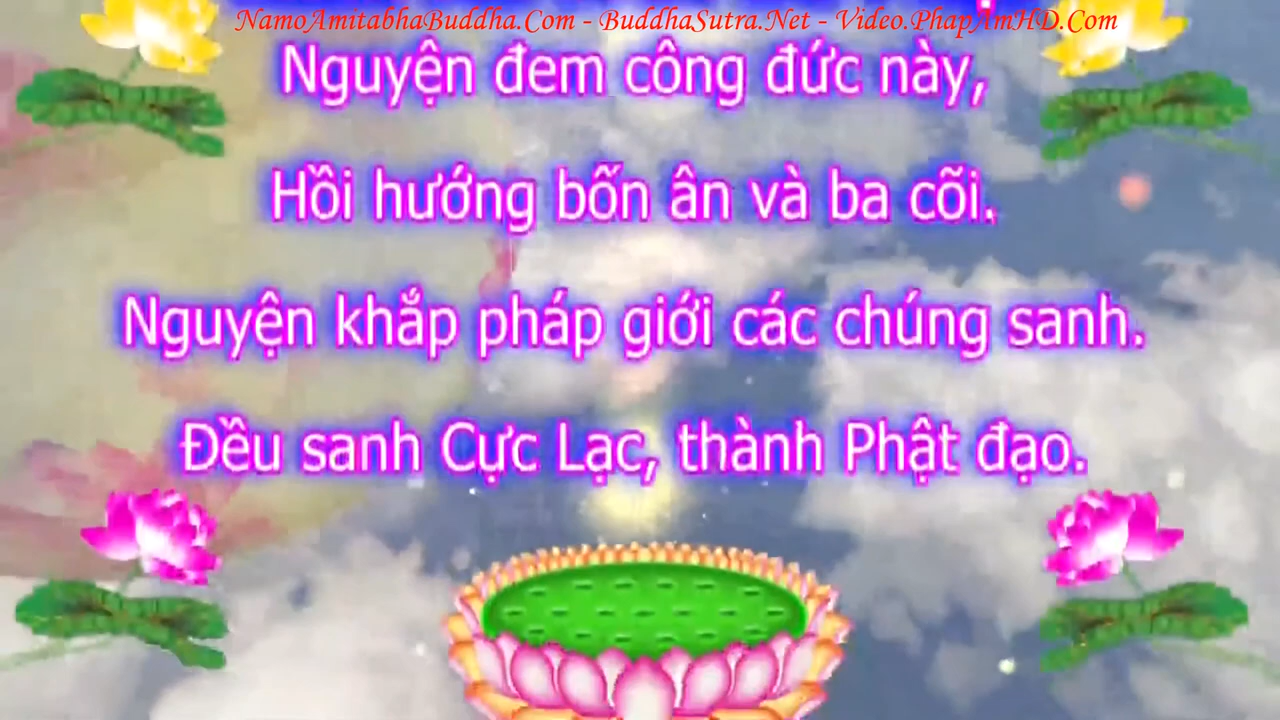 NamoAmitabhaBuddha.Com - BuddhaSutra.Net - Video.PhapAmHD.Com
Nguyện đem công đức này,
Hồi hướng bốn ân và ba cõi.
Nguyện khắp pháp giới các chúng sanh.
Đều sanh Cực Lạc, thành Phật đạo.